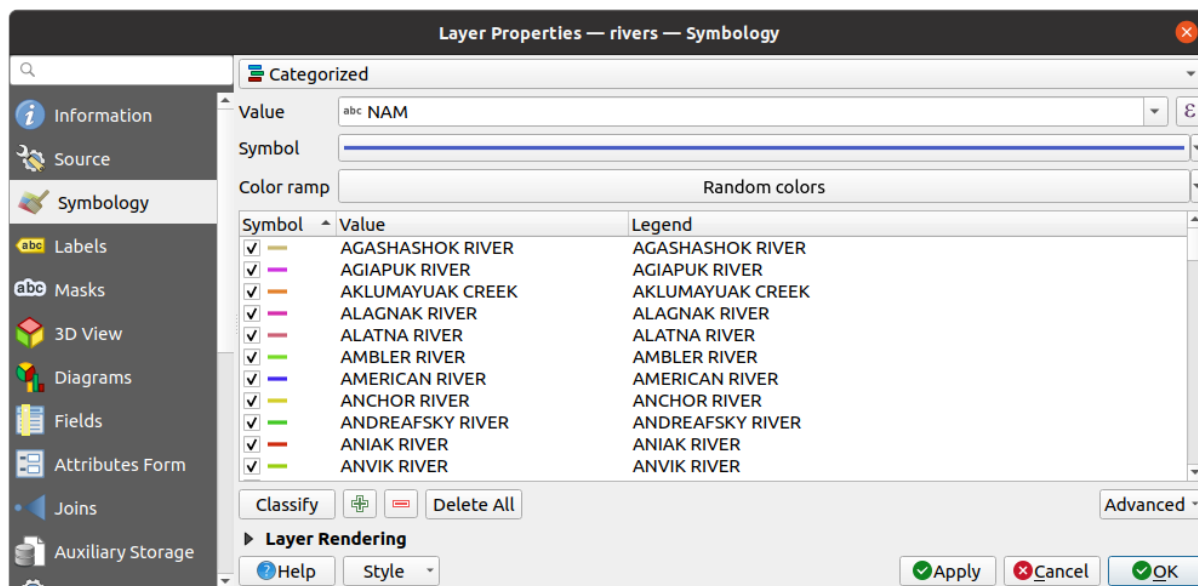 Layer Properties — rivers — Symbology
Categorized
Information
Value abc NAM ε
Source
Symbol
Symbology
Color ramp Random colors
Symbol Value Legend
abc Labels
AGASHASHOK RIVER AGASHASHOK RIVER
AGIAPUK RIVER AGIAPUK RIVER
abc Masks
AKLUMAYUAK CREEK AKLUMAYUAK CREEK
ALAGNAK RIVER ALAGNAK RIVER
3D View
ALATNA RIVER ALATNA RIVER
AMBLER RIVER AMBLER RIVER
Diagrams
AMERICAN RIVER AMERICAN RIVER
ANCHOR RIVER ANCHOR RIVER
Fields
ANDREAFSKY RIVER ANDREAFSKY RIVER
ANIAK RIVER ANIAK RIVER
Attributes Form
ANVIK RIVER ANVIK RIVER
Joins
Classify Delete All Advanced
Layer Rendering
Auxiliary Storage
Help Style Apply Cancel OK